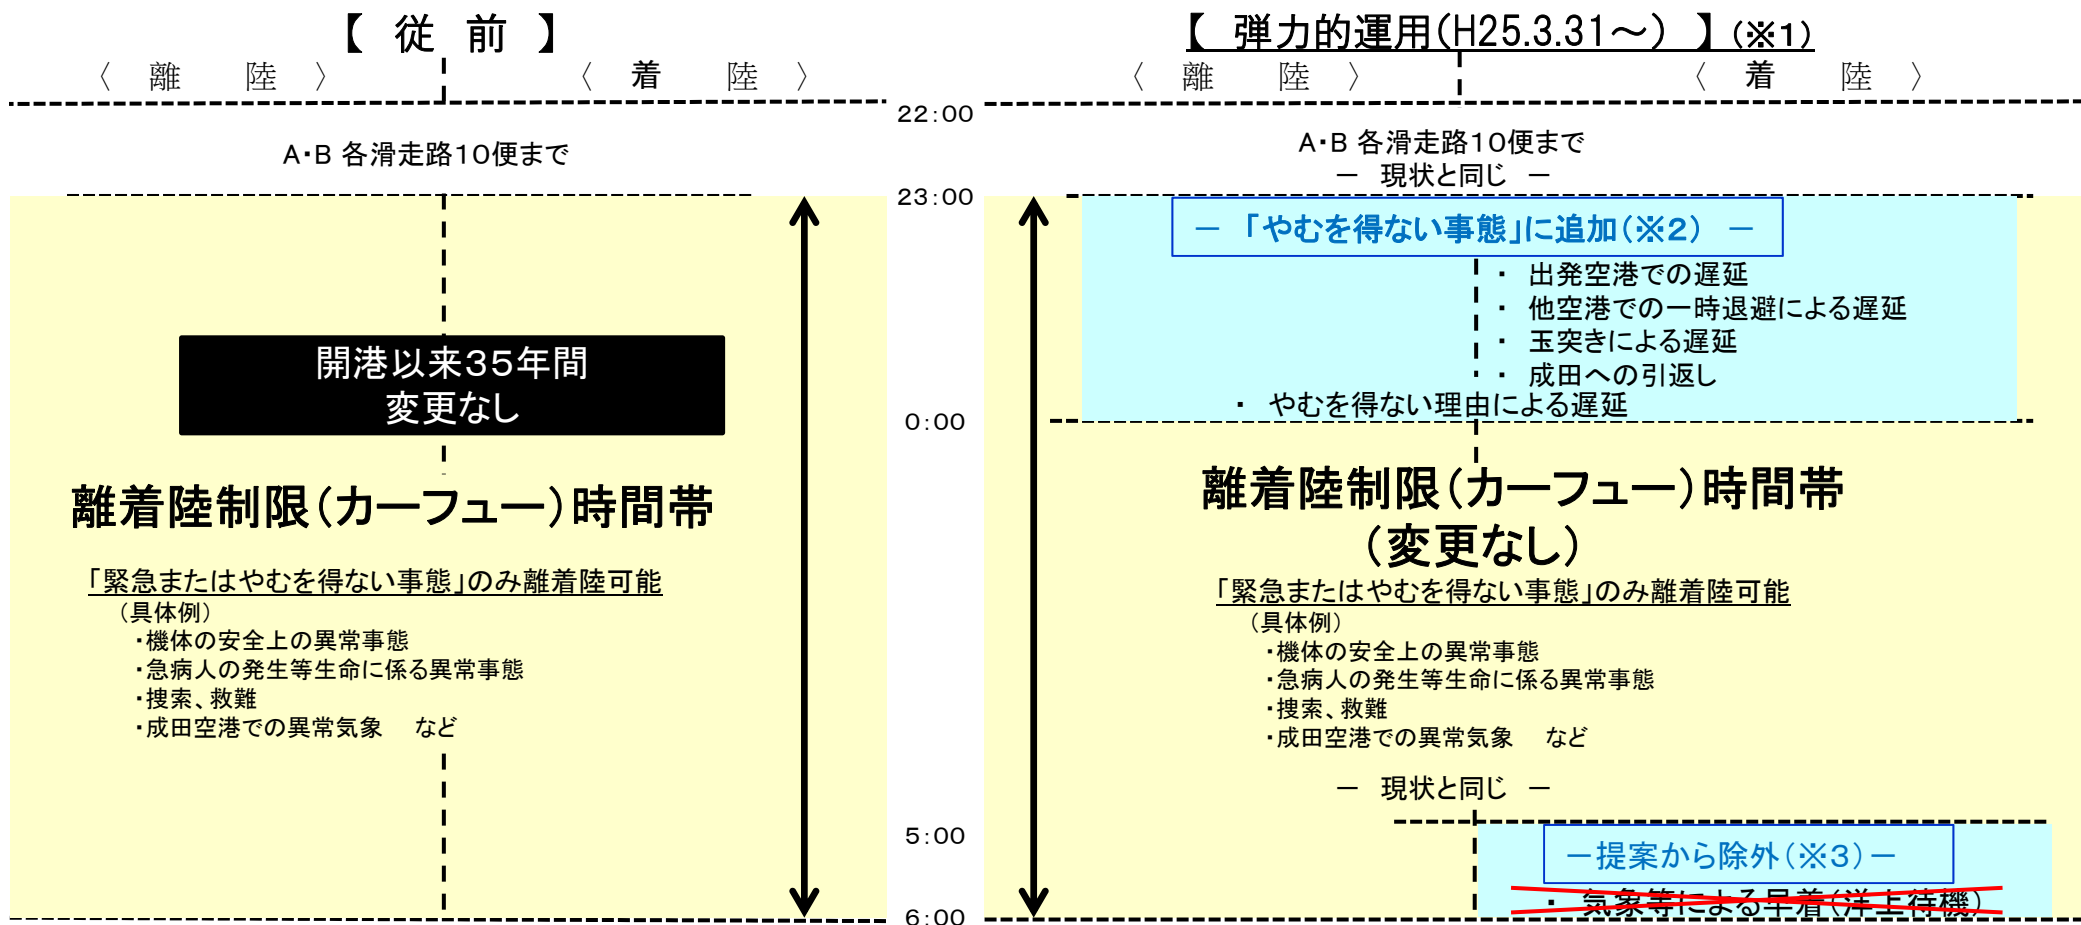 【 従 前 】
〈 離 陸 〉
〈 着 陸 〉
A・B 各滑走路10便まで
開港以来35年間
変更なし
離着陸制限(カーフュー)時間帯
「緊急またはやむを得ない事態」のみ離着陸可能
(具体例)
・機体の安全上の異常事態
・急病人の発生等生命に係る異常事態
・捜索、救難
・成田空港での異常気象 など
22:00
23:00
0:00
5:00
6:00
【 弾力的運用(H25.3.31～) 】(※1)
〈 離 陸 〉
〈 着 陸 〉
A・B 各滑走路10便まで
― 現状と同じ ―
― 「やむを得ない事態」に追加(※2) ―
・ 出発空港での遅延
・ 他空港での一時退避による遅延
・ 玉突きによる遅延
・ 成田への引返し
・ やむを得ない理由による遅延
離着陸制限(カーフュー)時間帯
(変更なし)
「緊急またはやむを得ない事態」のみ離着陸可能
(具体例)
・機体の安全上の異常事態
・急病人の発生等生命に係る異常事態
・捜索、救難
・成田空港での異常気象 など
― 現状と同じ ―
―提案から除外(※3)―
・ 気象等による早着(洋上待機)